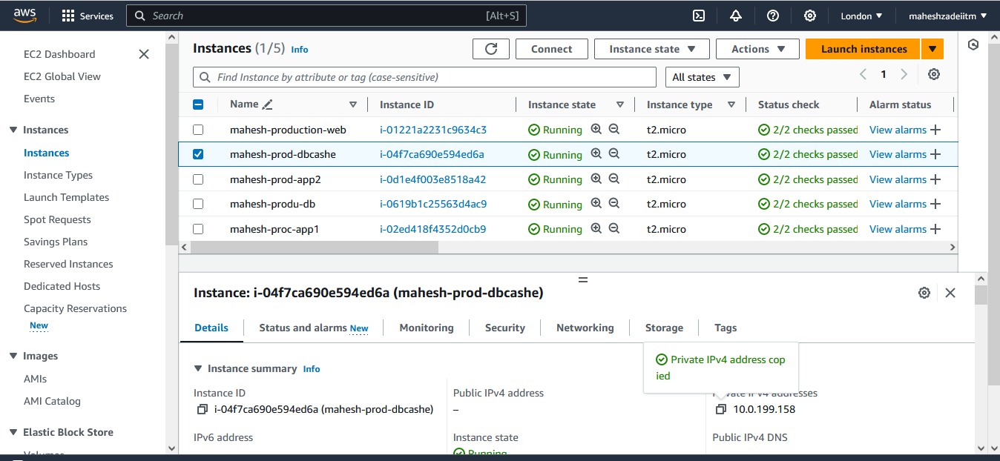 aws
Services
Search
[Alt+S]
London
maheshzadeiitm
EC2 Dashboard
EC2 Global View
Events
Instances
Instances
Instance Types
Launch Templates
Spot Requests
Savings Plans
Reserved Instances
Dedicated Hosts
Capacity Reservations
New
Images
AMIs
AMI Catalog
Elastic Block Store
Volumes
Instances (1/5) Info
Connect
Instance state
Actions
Launch instances
Find Instance by attribute or tag (case-sensitive)
All states
1
Name Instance ID Instance state Instance type Status check Alarm status
mahesh-production-web i-01221a2231c9634c3 Running t2.micro 2/2 checks passed View alarms
mahesh-prod-dbcashe i-04f7ca690e594ed6a Running t2.micro 2/2 checks passed View alarms
mahesh-prod-app2 i-0d1e4f003e8518a42 Running t2.micro 2/2 checks passed View alarms
mahesh-produ-db i-0619b1c25563d4ac9 Running t2.micro 2/2 checks passed View alarms
mahesh-proc-app1 i-02ed418f4352d0cb9 Running t2.micro 2/2 checks passed View alarms
Instance: i-04f7ca690e594ed6a (mahesh-prod-dbcashe)
Details Status and alarms New Monitoring Security Networking Storage Tags
Private IPv4 address cop
ied
Instance summary Info
Instance ID
i-04f7ca690e594ed6a (mahesh-prod-dbcashe)
Public IPv4 address
–
Private IPv4 addresses
10.0.199.158
IPv6 address
Instance state
Running
Public IPv4 DNS